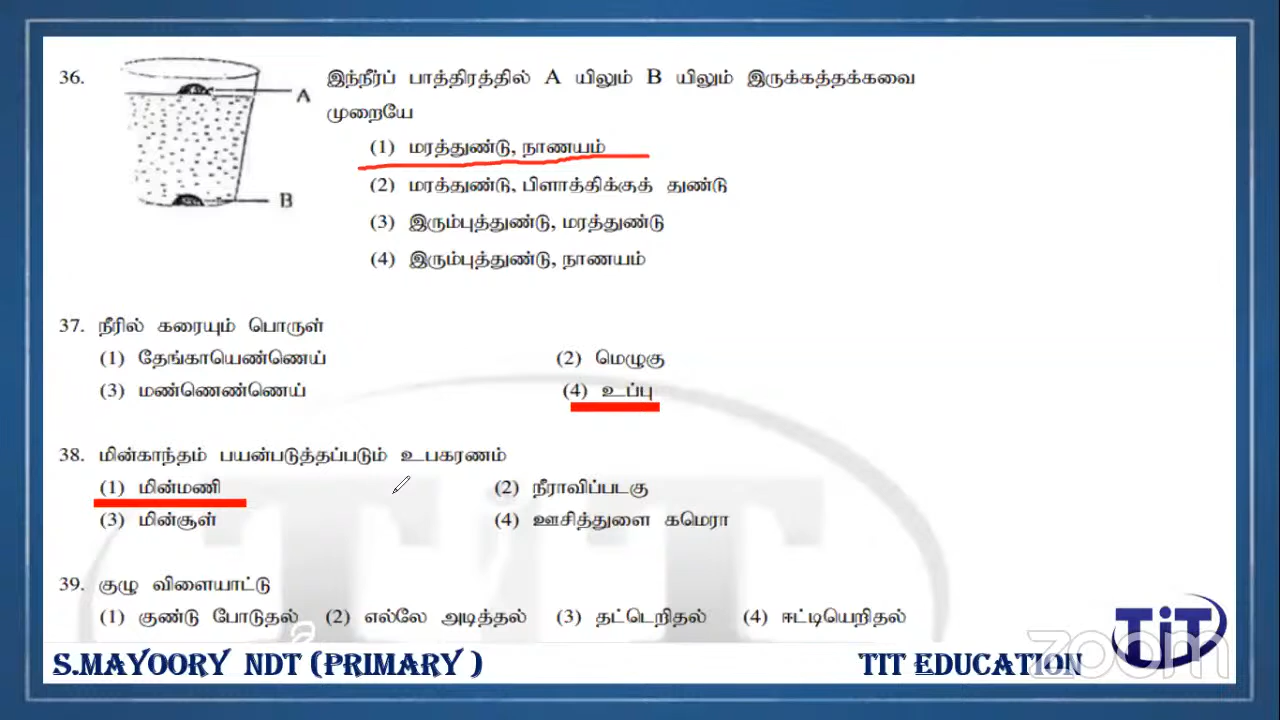 36.
A
B
இந்நீர்ப் பாத்திரத்தில் A யிலும் B யிலும் இருக்கத்தக்கவை
முறையே
(1) மரத்துண்டு, நாணயம்
(2) மரத்துண்டு, பிளாத்திக்குத் துண்டு
(3) இரும்புத்துண்டு, மரத்துண்டு
(4) இரும்புத்துண்டு, நாணயம்
37. நீரில் கரையும் பொருள்
(1) தேங்காயெண்ணெய் (2) மெழுகு
(3) மண்ணெண்ணெய் (4) உப்பு
38. மின்காந்தம் பயன்படுத்தப்படும் உபகரணம்
(1) மின்மணி (2) நீராவிப்படகு
(3) மின்சூள் (4) ஊசித்துளை கமெரா
39. குழு விளையாட்டு
(1) குண்டு போடுதல் (2) எல்லே அடித்தல் (3) தட்டெறிதல் (4) ஈட்டியெறிதல்
TiT
TiT
S.MAYOORY NDT (PRIMARY ) TIT EDUCATION
zoom